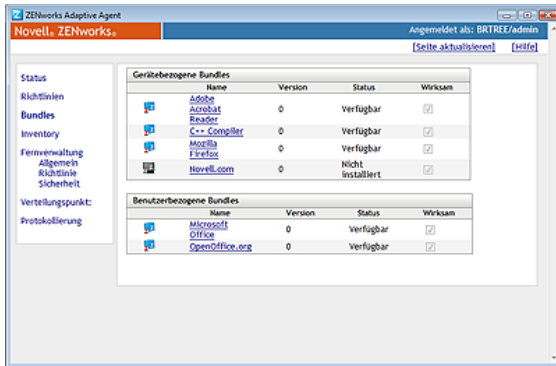 ZENworks Adaptive Agent
Novell® ZENworks®
Angemeldet als: BRTREE/admin
[Seite aktualisieren] [Hilfe]
Status
Richtlinien
Bundles
Inventory
Fernverwaltung
Allgemein
Richtlinie
Sicherheit
Verteilungspunkt:
Protokollierung
Gerätebezogene Bundles
Name Version Status Wirksam
Adobe
Acrobat 0 Verfügbar
Reader
C++ Compiler 0 Verfügbar
Mozilla
Firefox 0 Verfügbar
Novell.com 0 Nicht
installiert
Benutzerbezogene Bundles
Name Version Status Wirksam
Microsoft
Office 0 Verfügbar
OpenOffice.org 0 Verfügbar